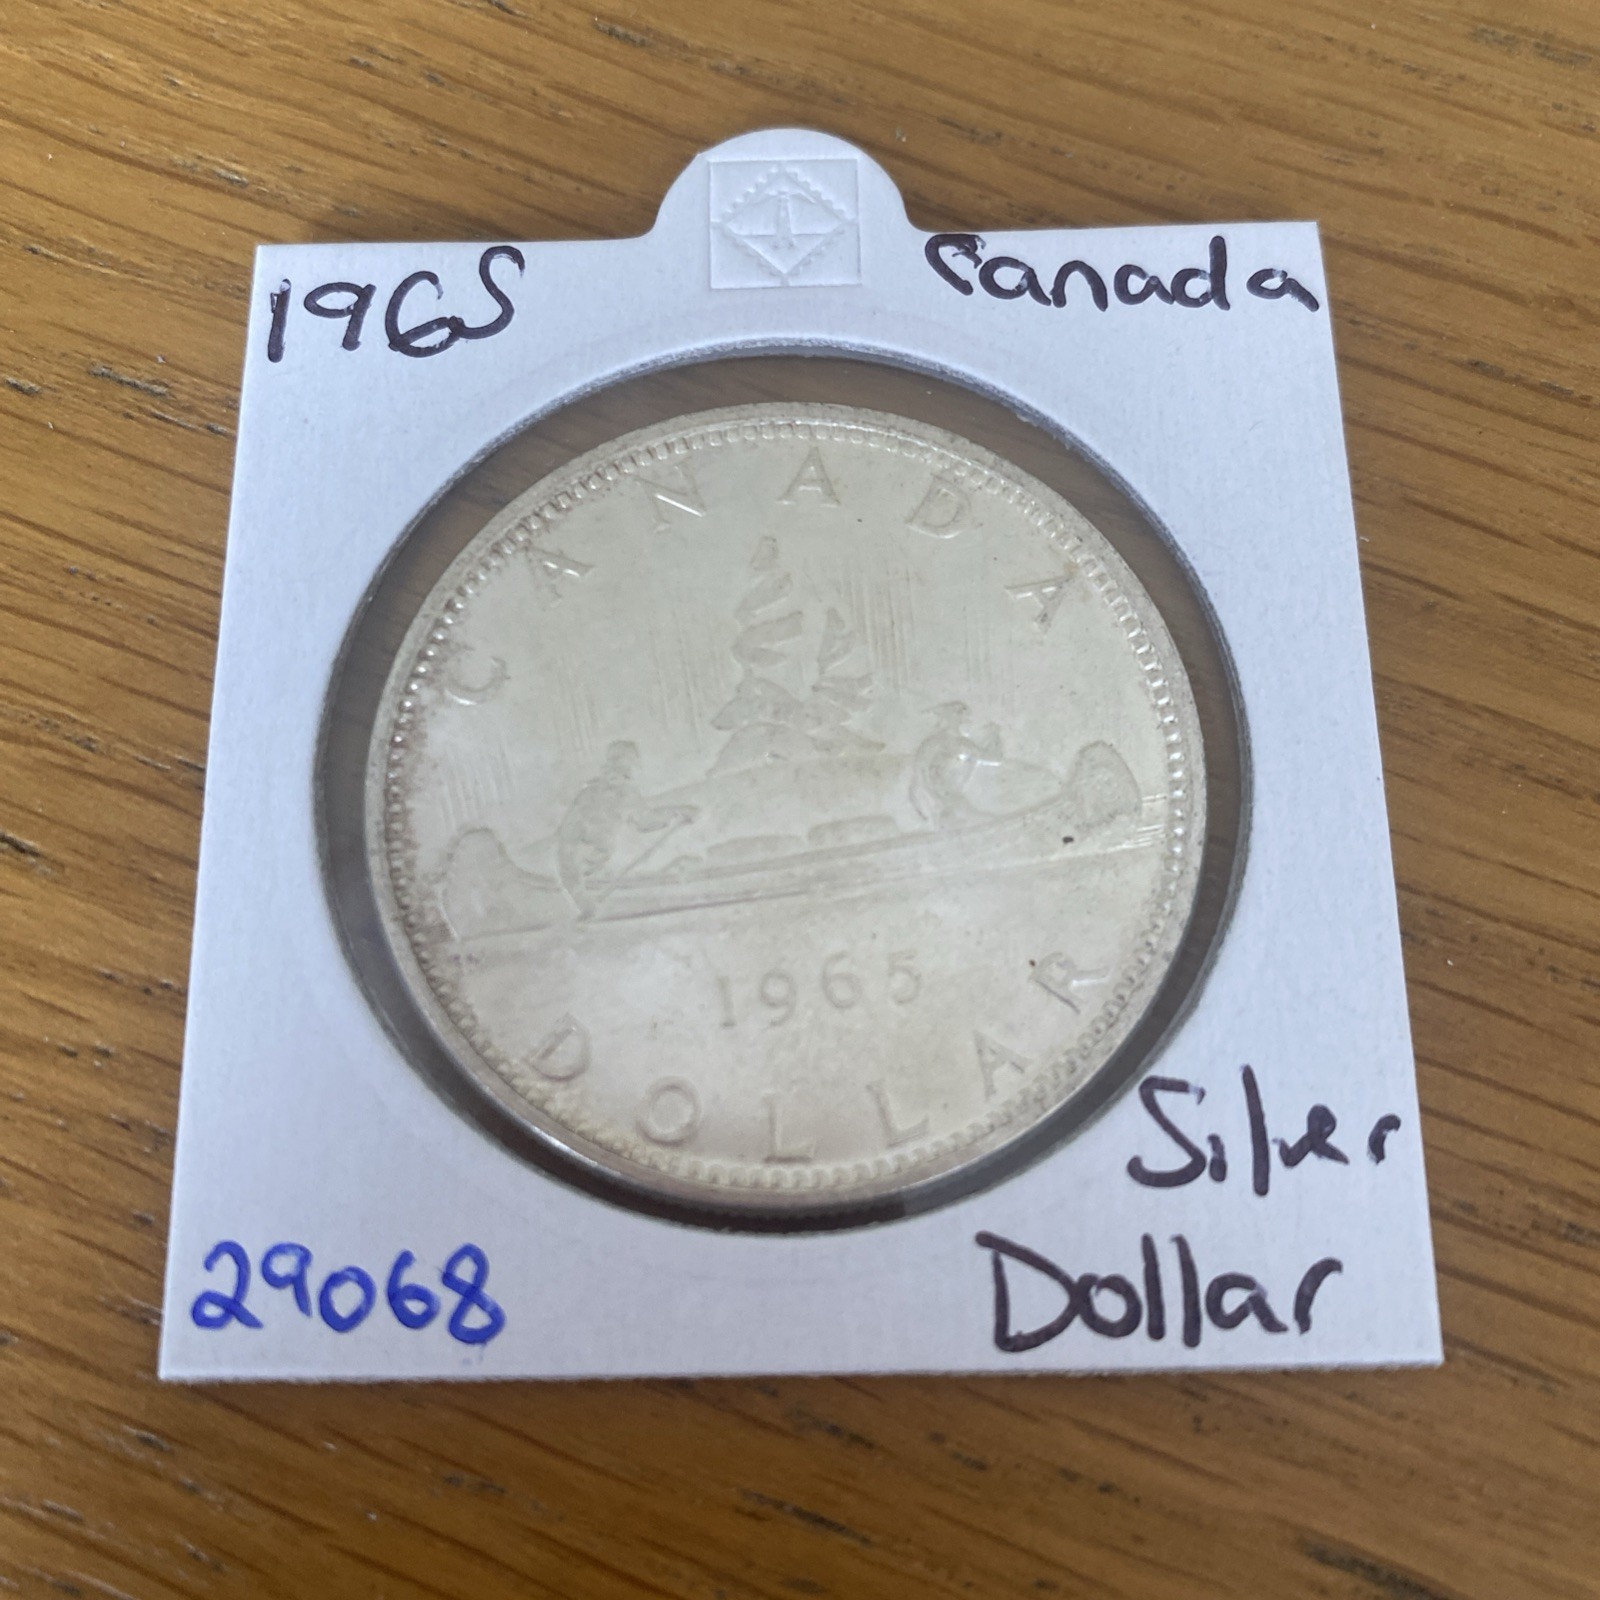 1965 Canada
CANADA
1965
DOLLAR
Silver
Dollar
29068